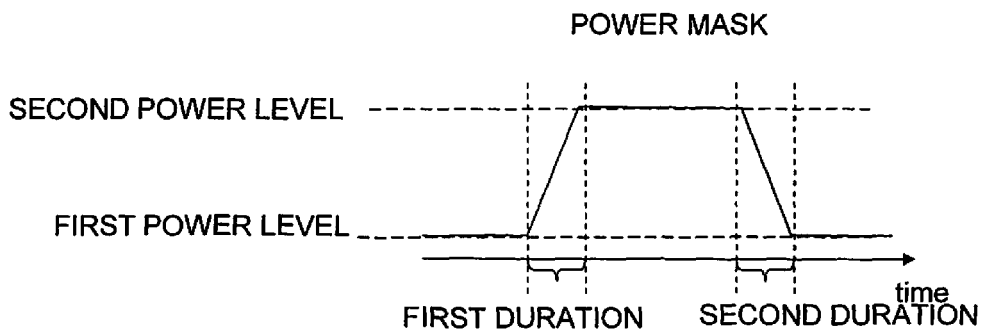 POWER MASK
SECOND POWER LEVEL
FIRST POWER LEVEL
time
FIRST DURATION
SECOND DURATION